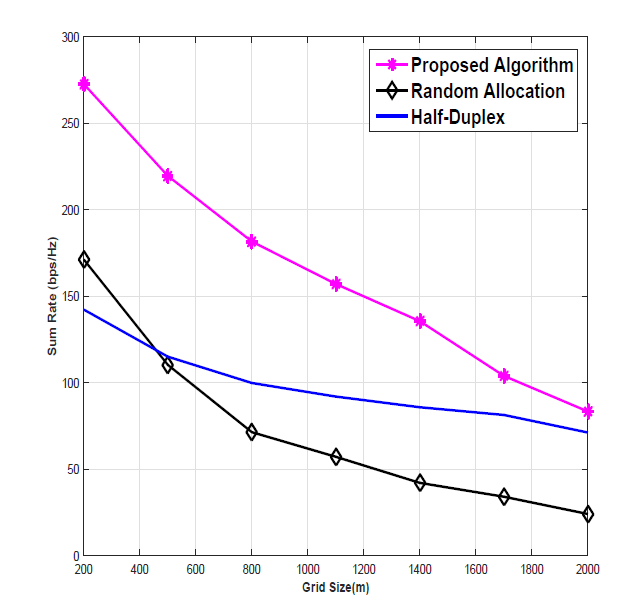 300
250
200
150
100
50
0
Sum Rate (bps/Hz)
Proposed Algorithm
Random Allocation
Half-Duplex
200 400 600 800 1000 1200 1400 1600 1800 2000
Grid Size(m)